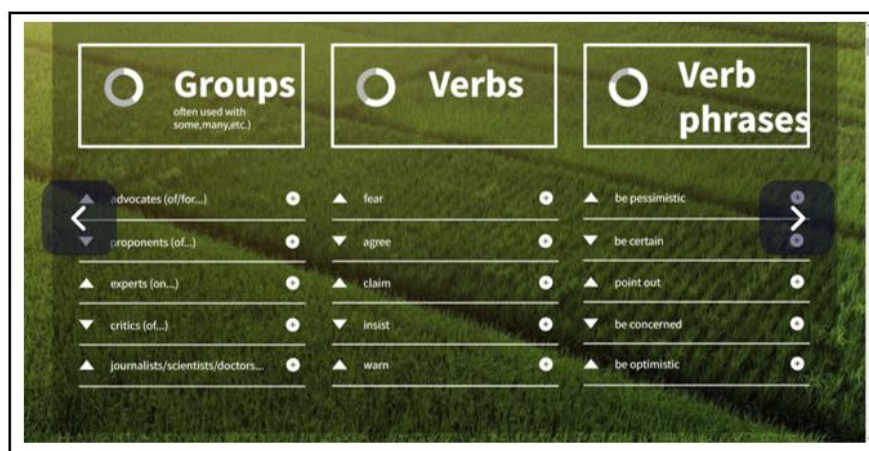 Groups
often used with
some,many,etc.)
advocates (of/for...)
proponents (of...)
experts (on...)
critics (of...)
journalists/scientists/doctors...
Verbs
fear
agree
claim
insist
warn
Verb
phrases
be pessimistic
be certain
point out
be concerned
be optimistic